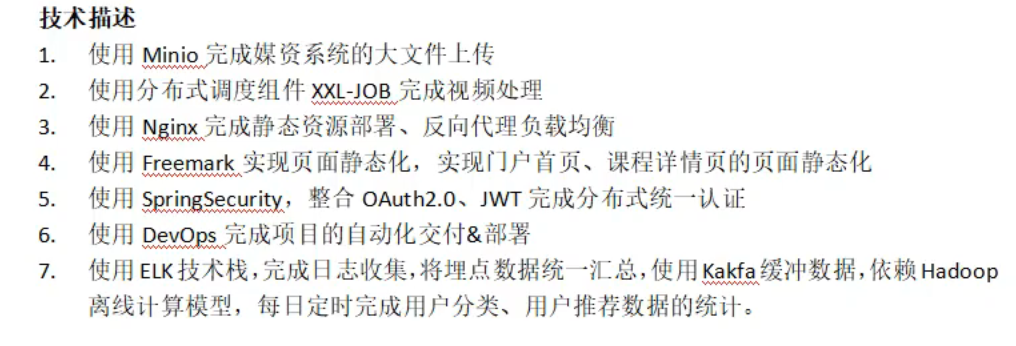 技术描述
1. 使用 Minio 完成媒资系统的大文件上传
2. 使用分布式调度组件 XXL-JOB 完成视频处理
3. 使用 Nginx 完成静态资源部署、反向代理负载均衡
4. 使用 Freemark 实现页面静态化，实现门户首页、课程详情页的页面静态化
5. 使用 SpringSecurity，整合 OAuth2.0、JWT 完成分布式统一认证
6. 使用 DevOps 完成项目的自动化交付&部署
7. 使用 ELK 技术栈，完成日志收集，将埋点数据统一汇总，使用 Kakfa 缓冲数据，依赖 Hadoop
离线计算模型，每日定时完成用户分类、用户推荐数据的统计。